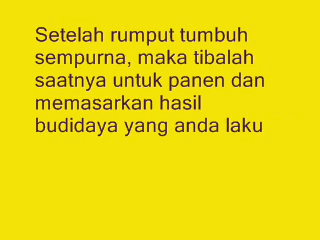 Setelah rumput tumbuh
sempurna, maka tibalah
saatnya untuk panen dan
memasarkan hasil
budidaya yang anda laku